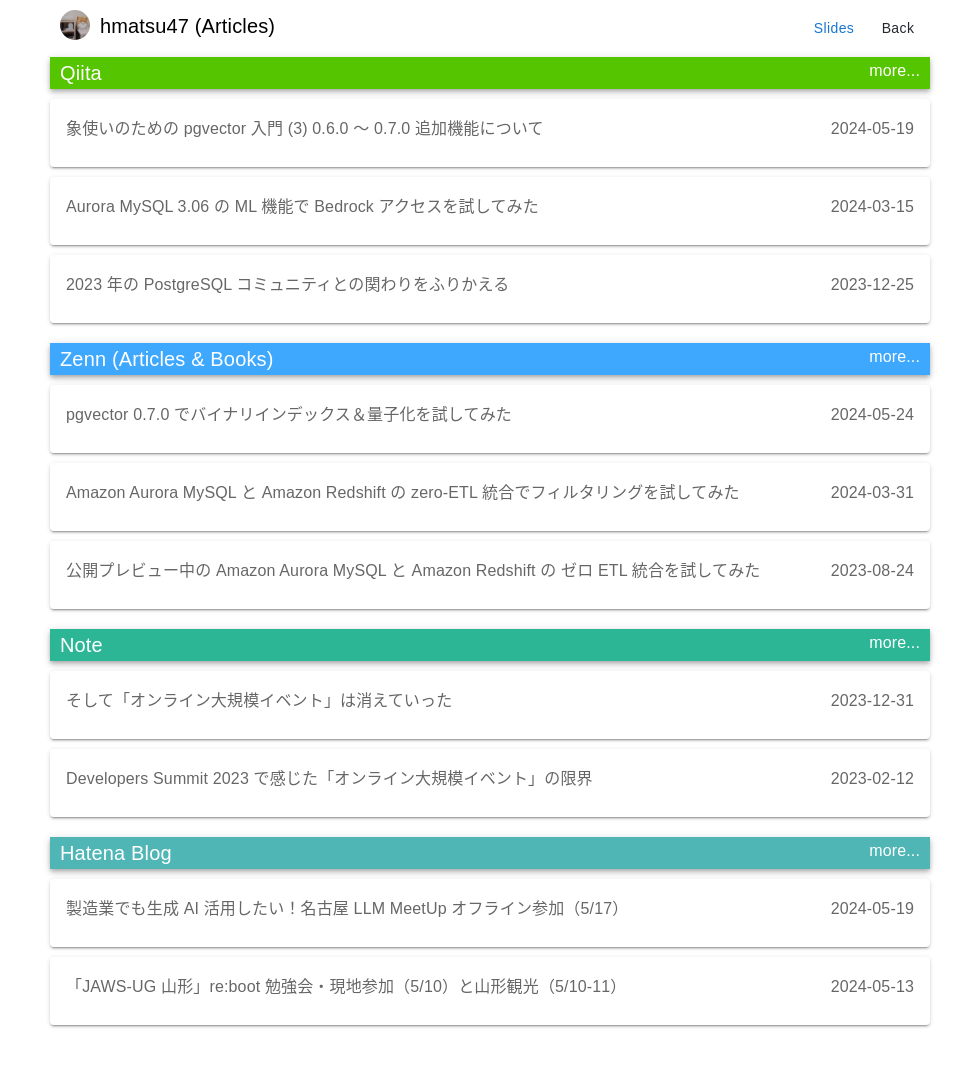 hmatsu47 (Articles)
Slides
Back
Qiita
more...
象使いのための pgvector 入門 (3) 0.6.0 〜 0.7.0 追加機能について
2024-05-19
Aurora MySQL 3.06 の ML 機能で Bedrock アクセスを試してみた
2024-03-15
2023 年の PostgreSQL コミュニティとの関わりをふりかえる
2023-12-25
Zenn (Articles & Books)
more...
pgvector 0.7.0 でバイナリインデックス＆量子化を試してみた
2024-05-24
Amazon Aurora MySQL と Amazon Redshift の zero-ETL 統合でフィルタリングを試してみた
2024-03-31
公開プレビュー中の Amazon Aurora MySQL と Amazon Redshift の ゼロ ETL 統合を試してみた
2023-08-24
Note
more...
そして「オンライン大規模イベント」は消えていった
2023-12-31
Developers Summit 2023 で感じた「オンライン大規模イベント」の限界
2023-02-12
Hatena Blog
more...
製造業でも生成 AI 活用したい！名古屋 LLM MeetUp オフライン参加（5/17）
2024-05-19
「JAWS-UG 山形」re:boot 勉強会・現地参加（5/10）と山形観光（5/10-11）
2024-05-13